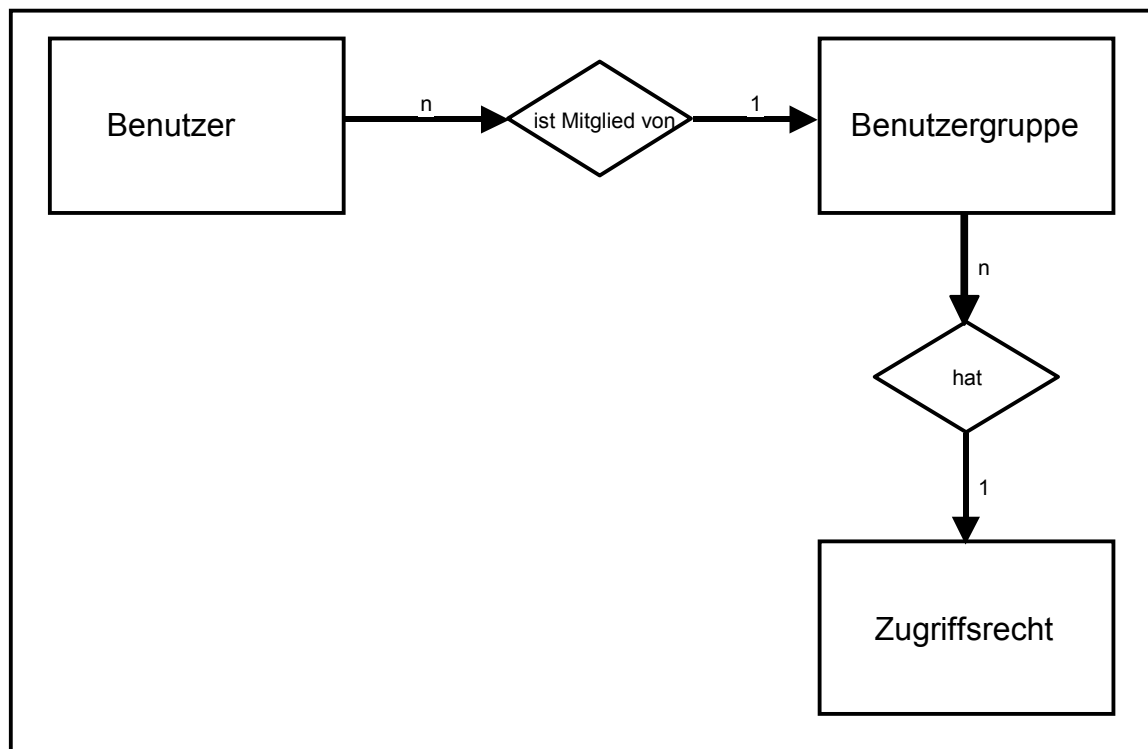 Benutzer
n
ist Mitglied von
1
Benutzergruppe
n
hat
1
Zugriffsrecht